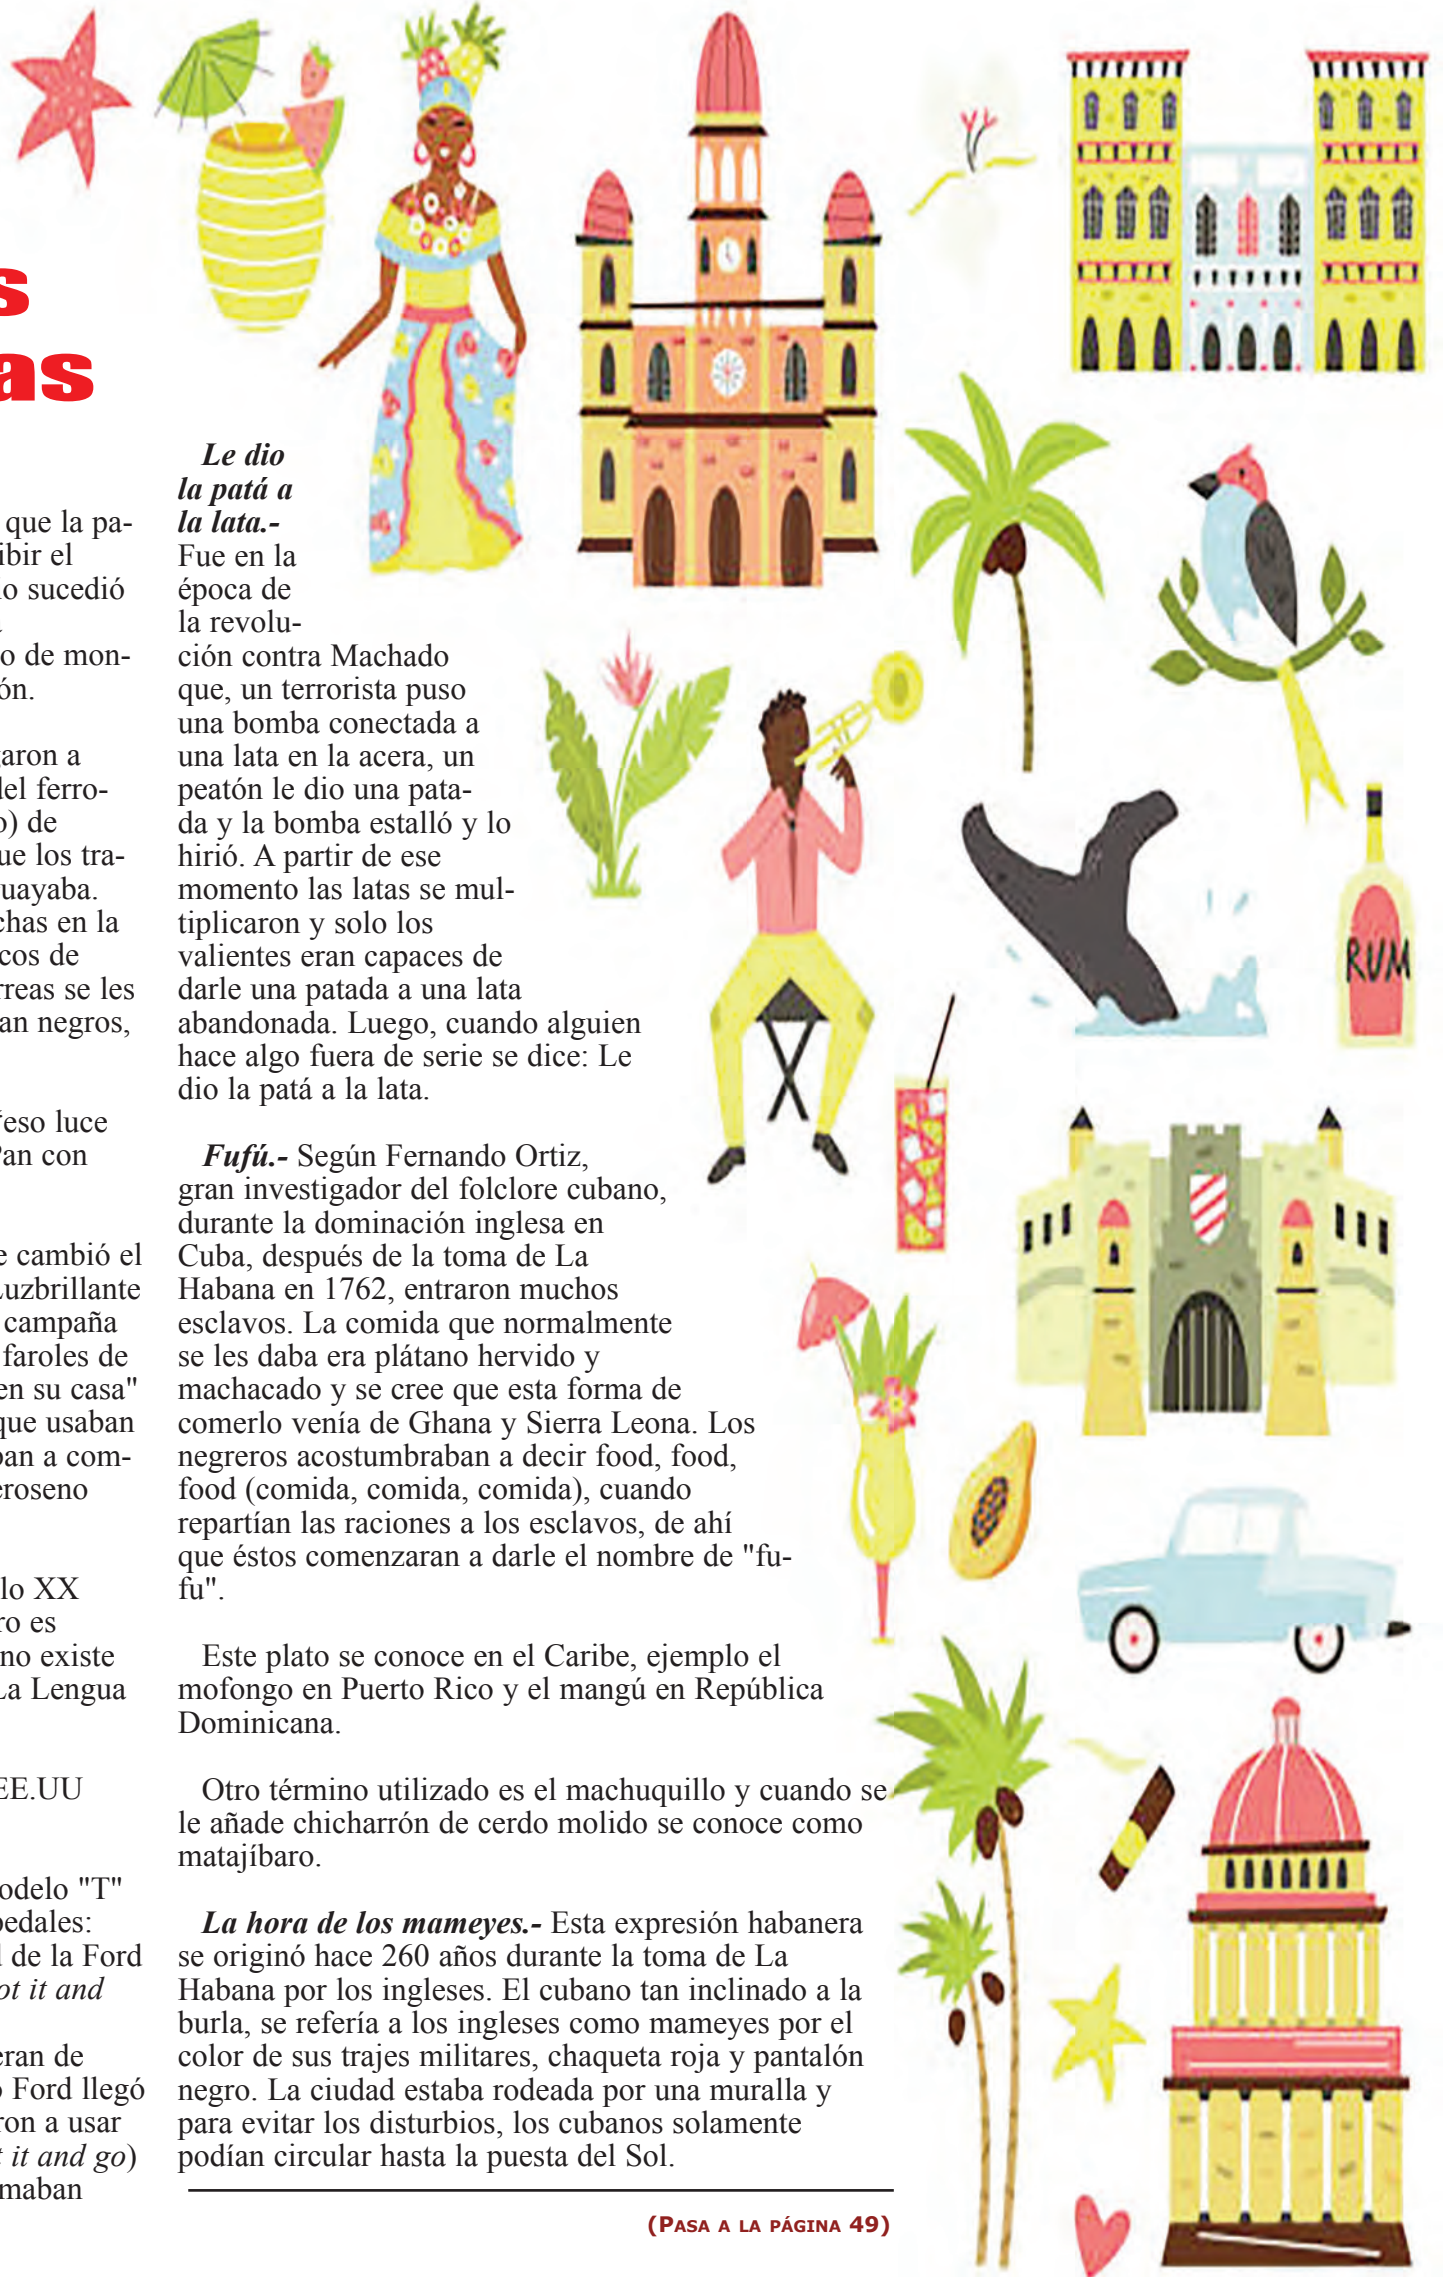 s
as
que la pa-
ibir el
o sucedió
o de mon-
ón.
garon a
del ferro-
o) de
ue los tra-
uayaba.
chas en la
cos de
rreas se les
an negros,
eso luce
Pan con
e cambió el
Luzbrillante
campaña
faroles de
en su casa"
que usaban
ban a com-
eroseno
lo XX
ro es
no existe
La Lengua
EE.UU
odelo "T"
pedales:
de la Ford
ot it and
eran de
o Ford llegó
ron a usar
t it and go)
maban
Le dio
la patá a
la lata.-
Fue en la
época de
la revolu-
ción contra Machado
que, un terrorista puso
una bomba conectada a
una lata en la acera, un
peatón le dio una pata-
da y la bomba estalló y lo
hirió. A partir de ese
momento las latas se mul-
tiplicaron y solo los
valientes eran capaces de
darle una patada a una lata
abandonada. Luego, cuando alguien
hace algo fuera de serie se dice: Le
dio la patá a la lata.
Fufú.- Según Fernando Ortiz,
gran investigador del folclore cubano,
durante la dominación inglesa en
Cuba, después de la toma de La
Habana en 1762, entraron muchos
esclavos. La comida que normalmente
se les daba era plátano hervido y
machacado y se cree que esta forma de
comerlo venía de Ghana y Sierra Leona. Los
negreros acostumbraban a decir food, food,
food (comida, comida, comida), cuando
repartían las raciones a los esclavos, de ahí
que éstos comenzaran a darle el nombre de "fu-
fu".
Este plato se conoce en el Caribe, ejemplo el
mofongo en Puerto Rico y el mangú en República
Dominicana.
Otro término utilizado es el machuquillo y cuando se
le añade chicharrón de cerdo molido se conoce como
matajíbaro.
La hora de los mameyes.- Esta expresión habanera
se originó hace 260 años durante la toma de La
Habana por los ingleses. El cubano tan inclinado a la
burla, se refería a los ingleses como mameyes por el
color de sus trajes militares, chaqueta roja y pantalón
negro. La ciudad estaba rodeada por una muralla y
para evitar los disturbios, los cubanos solamente
podían circular hasta la puesta del Sol.
(PASA A LA PÁGINA 49)
RUM